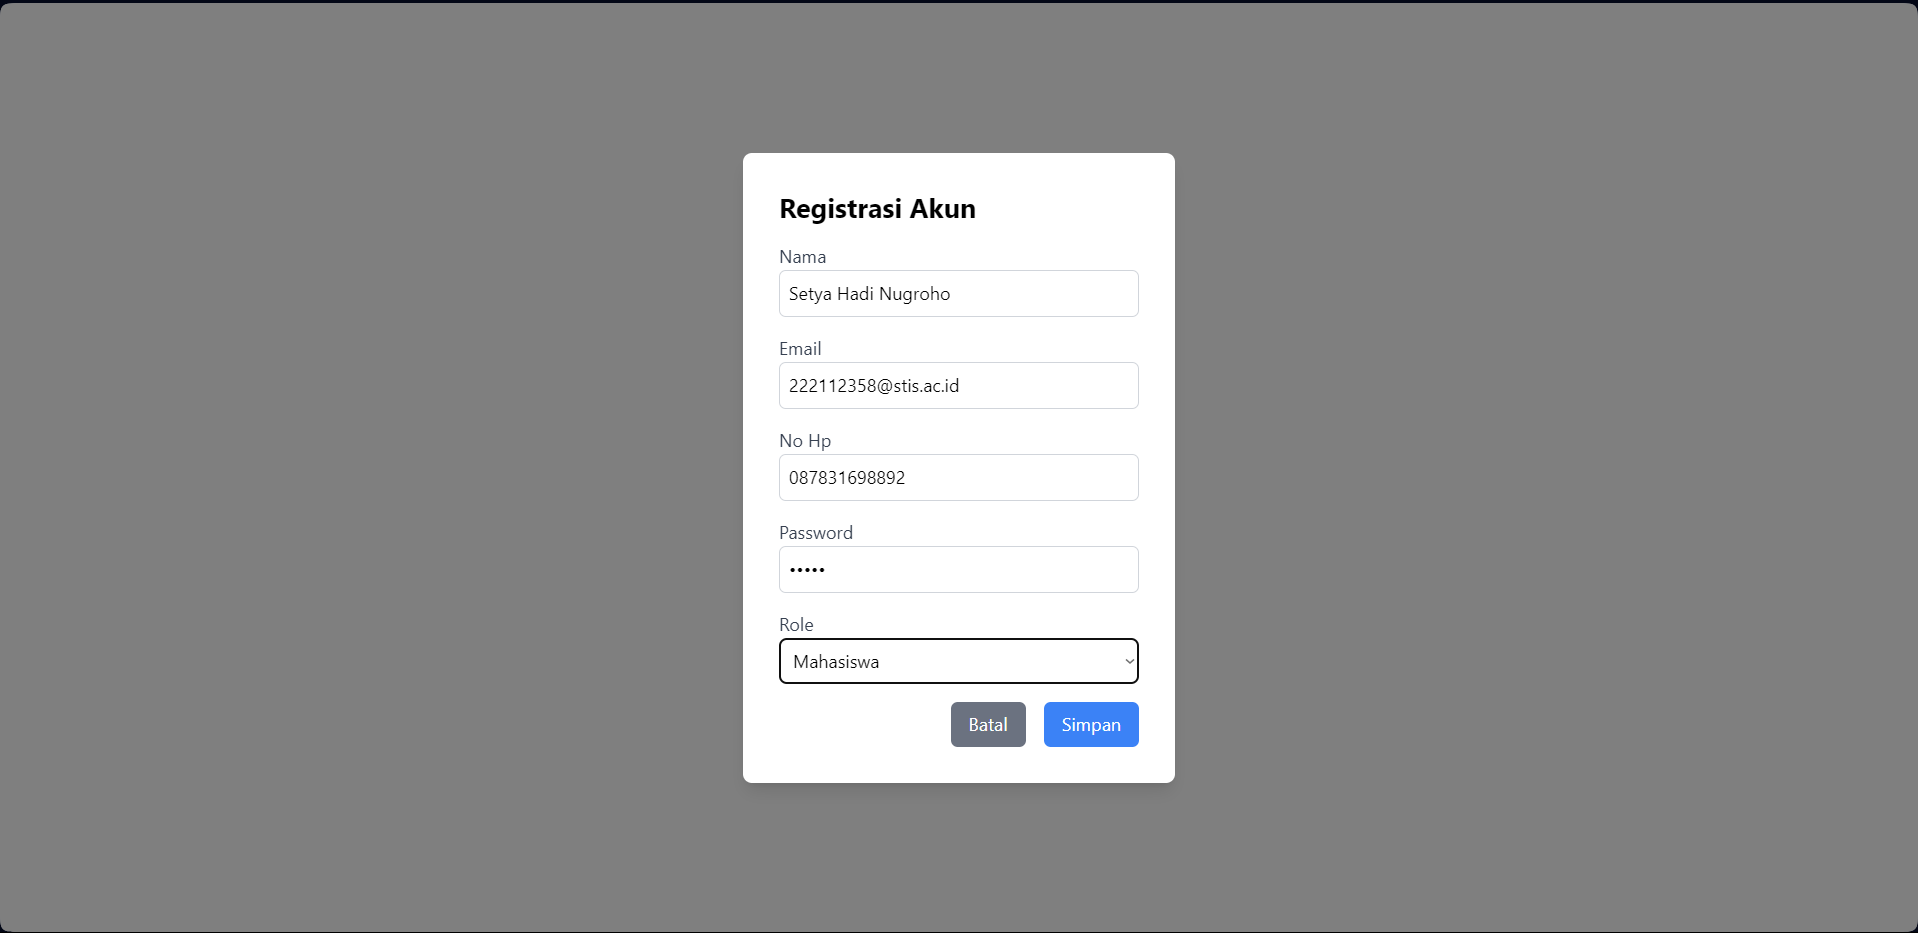 Registrasi Akun
Nama
Setya Hadi Nugroho
Email
222112358@stis.ac.id
No Hp
087831698892
Password
•••••
Role
Mahasiswa
Batal Simpan